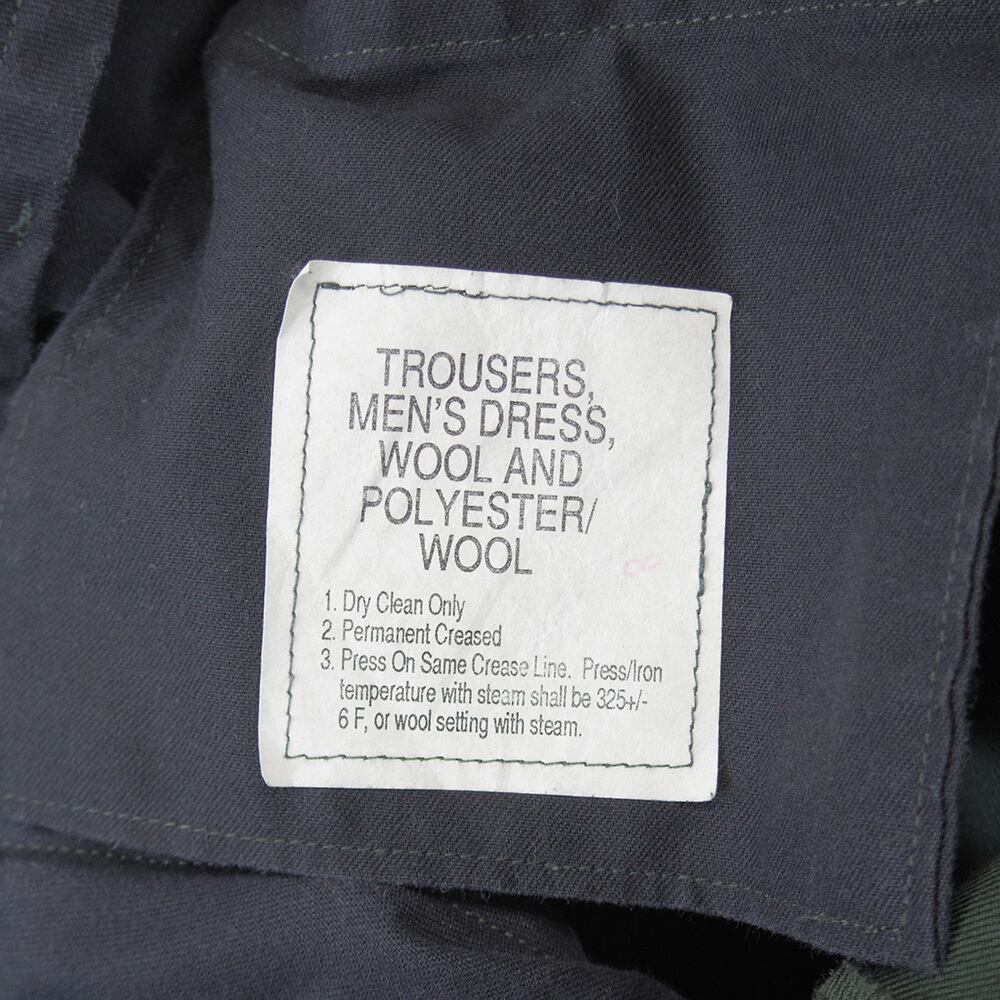 TROUSERS,
MEN'S DRESS,
WOOL AND
POLYESTER/
WOOL
1. Dry Clean Only
2. Permanent Creased
3. Press On Same Crease Line. Press/Iron
temperature with steam shall be 325+/-
6 F, or wool setting with steam.